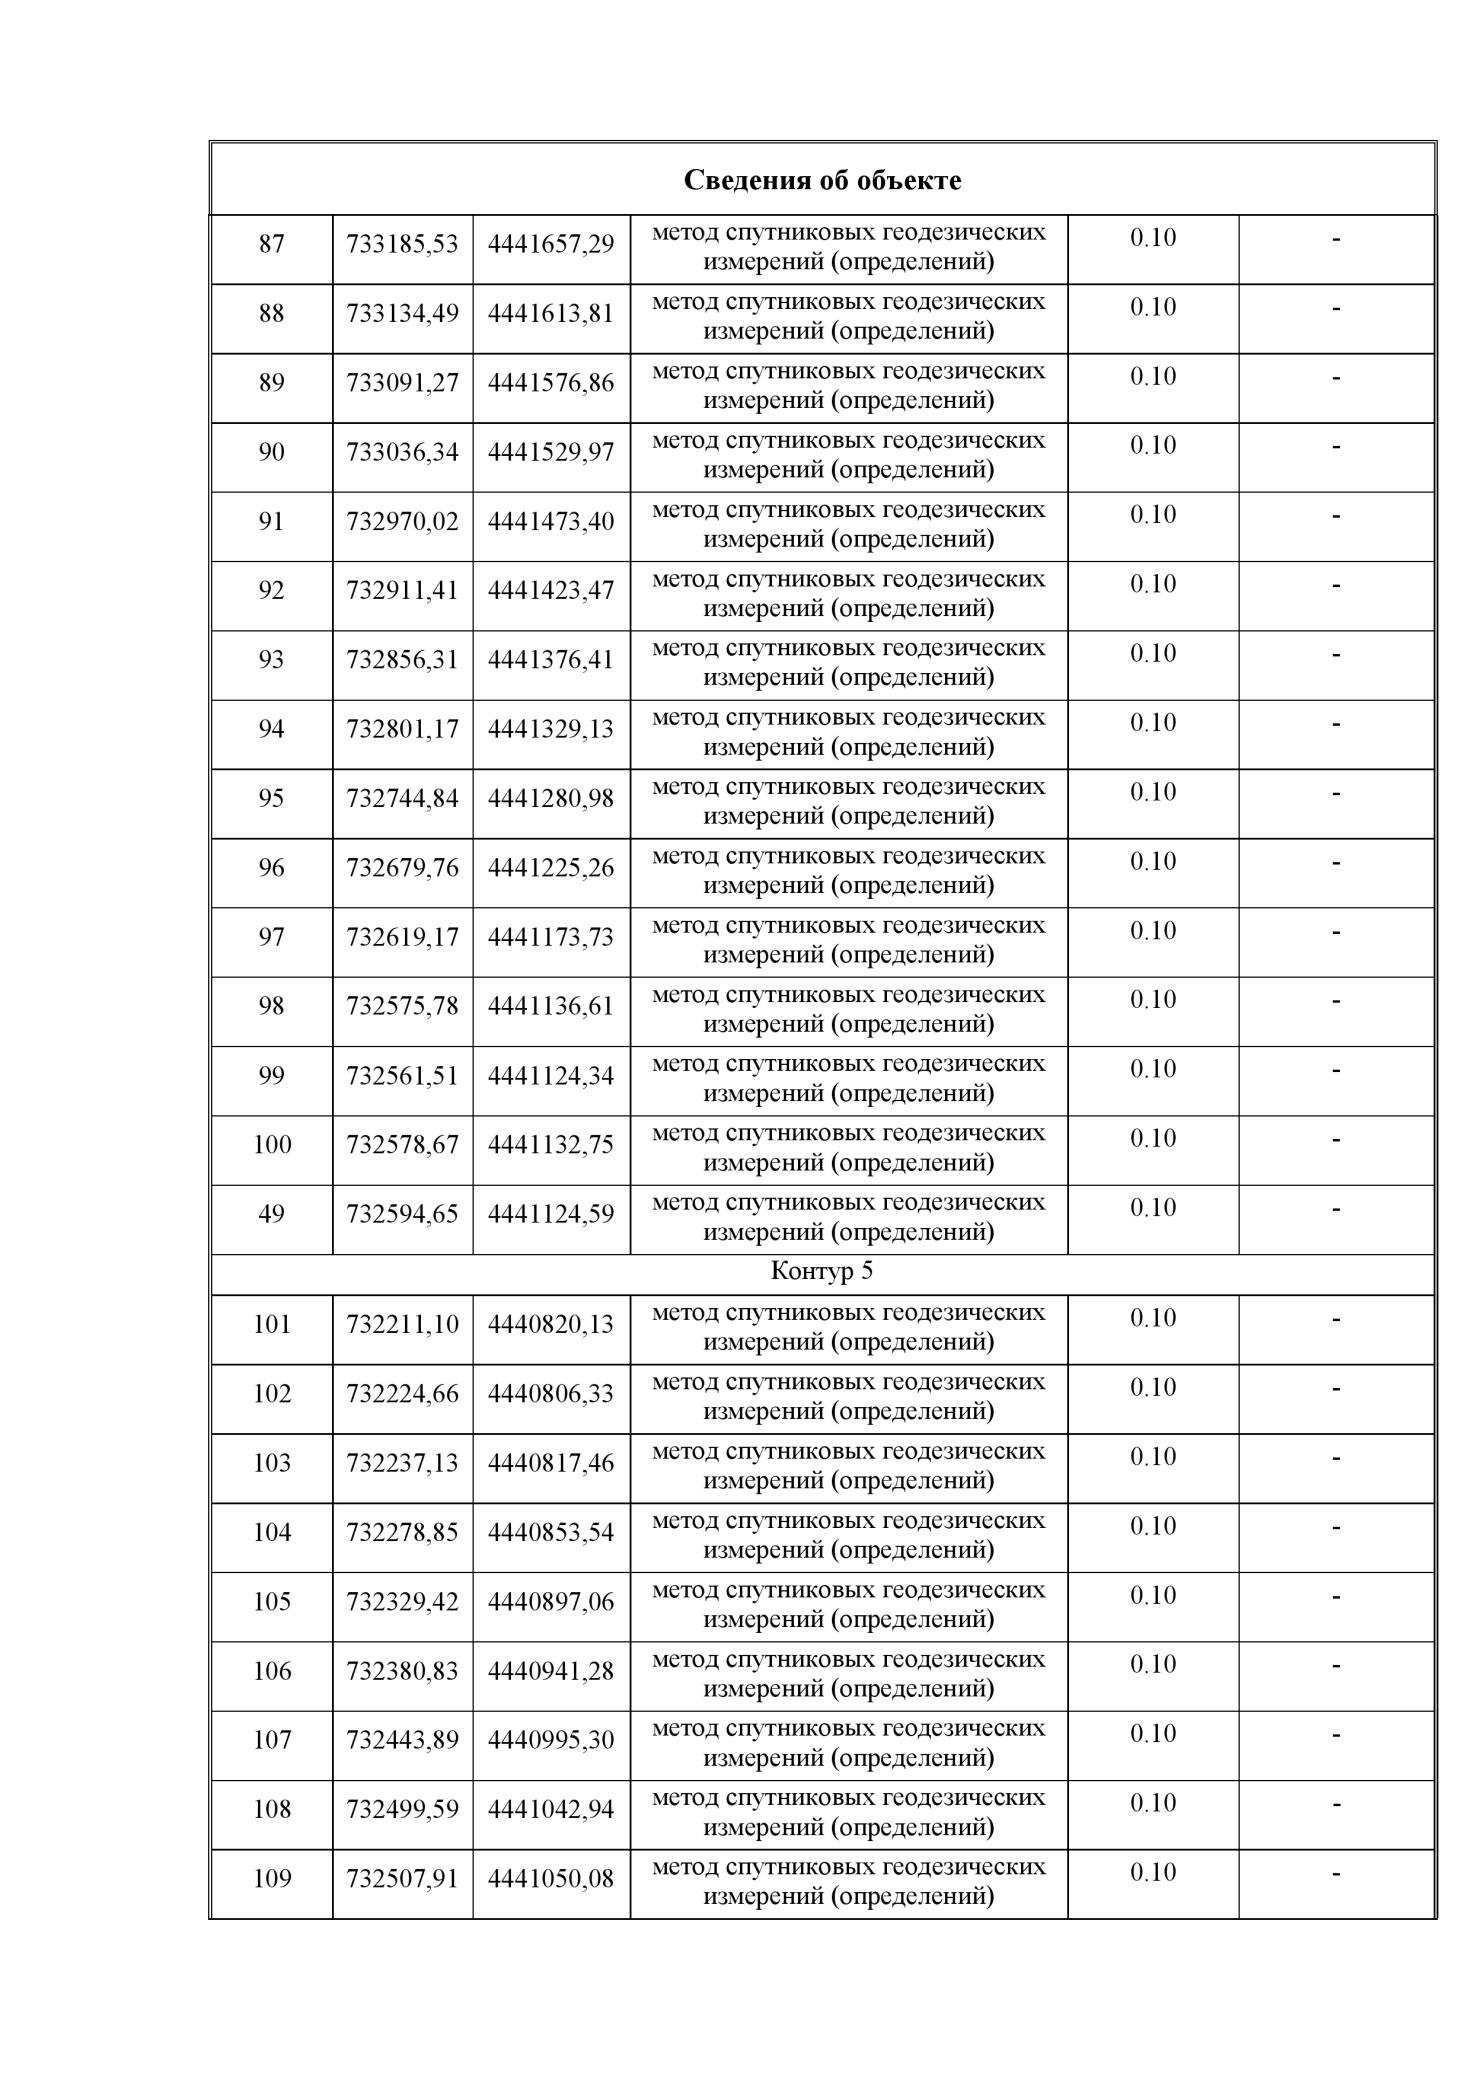 Сведения об объекте
87 733185,53 4441657,29 метод спутниковых геодезических измерений (определений) 0.10 -
88 733134,49 4441613,81 метод спутниковых геодезических измерений (определений) 0.10 -
89 733091,27 4441576,86 метод спутниковых геодезических измерений (определений) 0.10 -
90 733036,34 4441529,97 метод спутниковых геодезических измерений (определений) 0.10 -
91 732970,02 4441473,40 метод спутниковых геодезических измерений (определений) 0.10 -
92 732911,41 4441423,47 метод спутниковых геодезических измерений (определений) 0.10 -
93 732856,31 4441376,41 метод спутниковых геодезических измерений (определений) 0.10 -
94 732801,17 4441329,13 метод спутниковых геодезических измерений (определений) 0.10 -
95 732744,84 4441280,98 метод спутниковых геодезических измерений (определений) 0.10 -
96 732679,76 4441225,26 метод спутниковых геодезических измерений (определений) 0.10 -
97 732619,17 4441173,73 метод спутниковых геодезических измерений (определений) 0.10 -
98 732575,78 4441136,61 метод спутниковых геодезических измерений (определений) 0.10 -
99 732561,51 4441124,34 метод спутниковых геодезических измерений (определений) 0.10 -
100 732578,67 4441132,75 метод спутниковых геодезических измерений (определений) 0.10 -
49 732594,65 4441124,59 метод спутниковых геодезических измерений (определений) 0.10 -
Контур 5
101 732211,10 4440820,13 метод спутниковых геодезических измерений (определений) 0.10 -
102 732224,66 4440806,33 метод спутниковых геодезических измерений (определений) 0.10 -
103 732237,13 4440817,46 метод спутниковых геодезических измерений (определений) 0.10 -
104 732278,85 4440853,54 метод спутниковых геодезических измерений (определений) 0.10 -
105 732329,42 4440897,06 метод спутниковых геодезических измерений (определений) 0.10 -
106 732380,83 4440941,28 метод спутниковых геодезических измерений (определений) 0.10 -
107 732443,89 4440995,30 метод спутниковых геодезических измерений (определений) 0.10 -
108 732499,59 4441042,94 метод спутниковых геодезических измерений (определений) 0.10 -
109 732507,91 4441050,08 метод спутниковых геодезических измерений (определений) 0.10 -